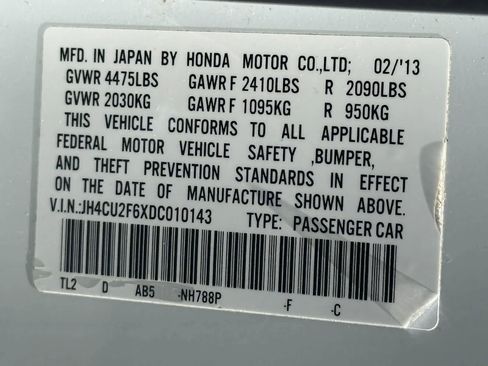 MFD. IN JAPAN BY HONDA MOTOR CO.,LTD; 02/'13
GVWR 4475LBS GAWR F 2410LBS R 2090LBS
GVWR 2030KG GAWR F 1095KG R 950KG
THIS VEHICLE CONFORMS TO ALL APPLICABLE
FEDERAL MOTOR VEHICLE SAFETY ,BUMPER,
AND THEFT PREVENTION STANDARDS IN EFFECT
ON THE DATE OF MANUFACTURE SHOWN ABOVE.
V.I.N.:JH4CU2F6XDC010143 TYPE: PASSENGER CAR
TL2 D AB5 -NH788P -F -C